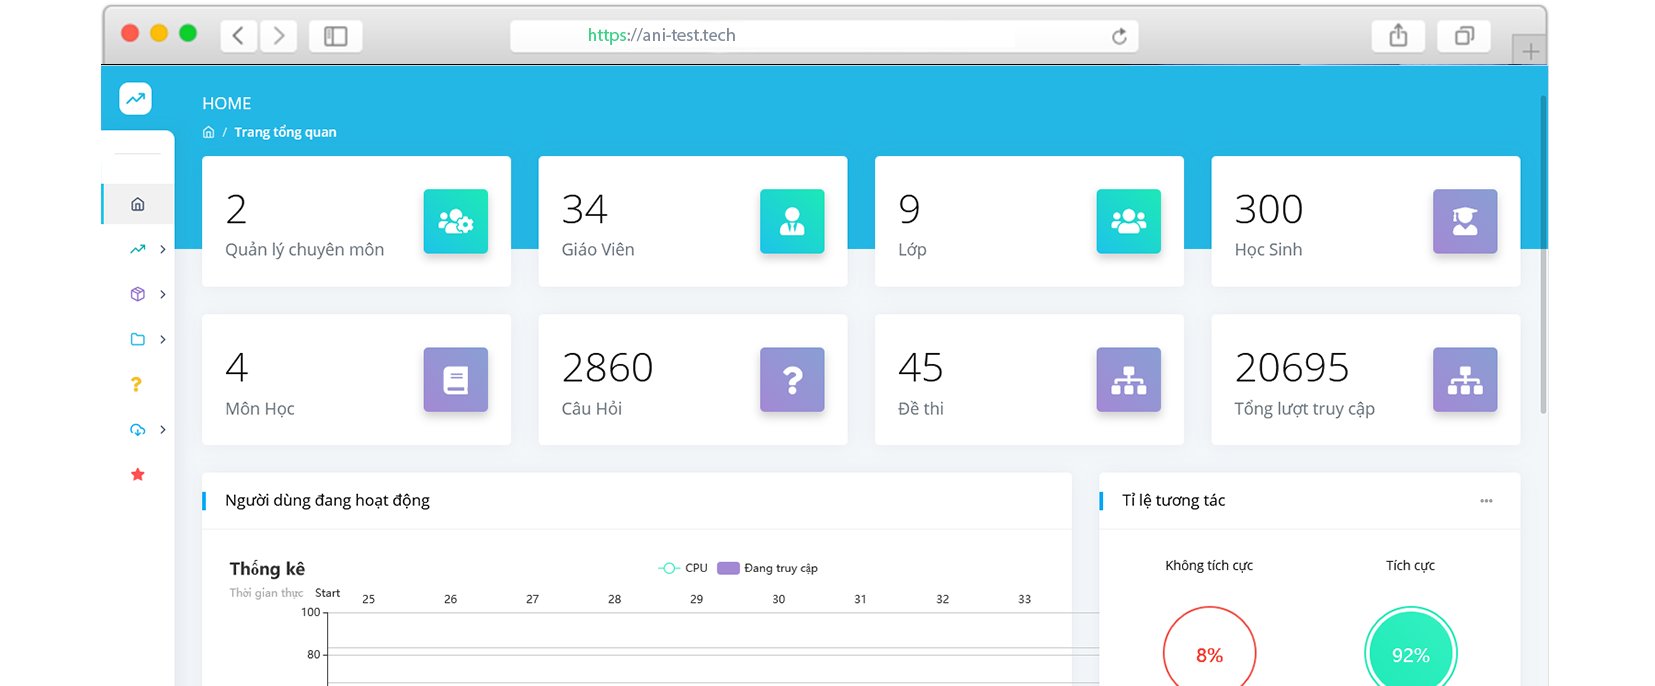 https://ani-test.tech
HOME
/ Trang tổng quan
2
Quản lý chuyên môn
34
Giáo Viên
9
Lớp
300
Học Sinh
4
Môn Học
2860
Câu Hỏi
45
Đề thi
20695
Tổng lượt truy cập
Người dùng đang hoạt động
Thống kê
Thời gian thực
CPU Đang truy cập
Start 25 26 27 28 29 30 31 32 33
100
80
Tỉ lệ tương tác
Không tích cực
Tích cực
8%
92%